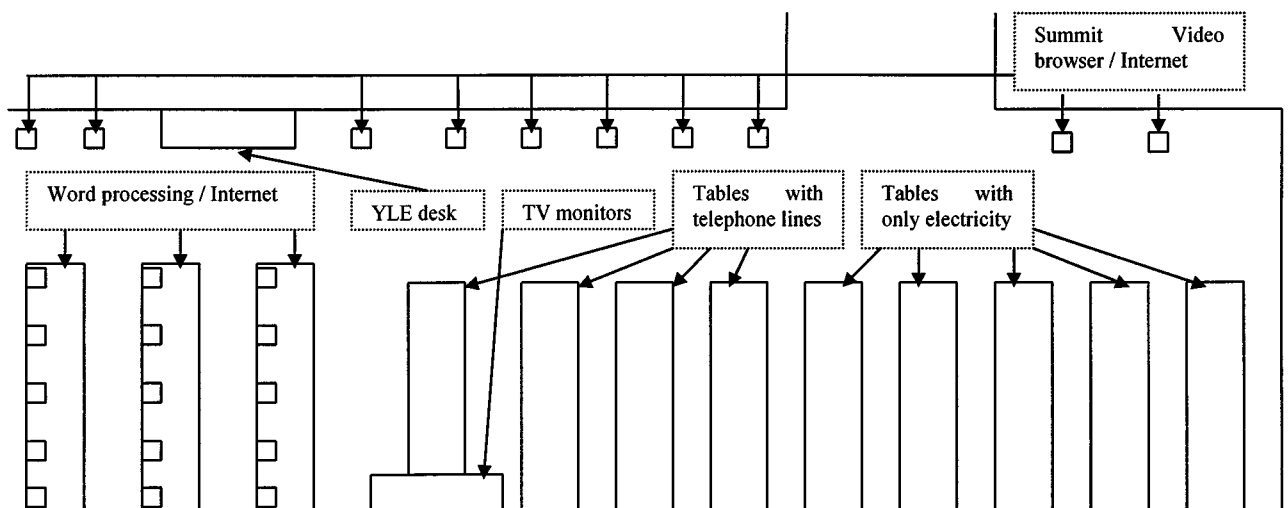 Summit Video
browser / Internet
Word processing / Internet
YLE desk
TV monitors
Tables with
telephone lines
Tables with
only electricity